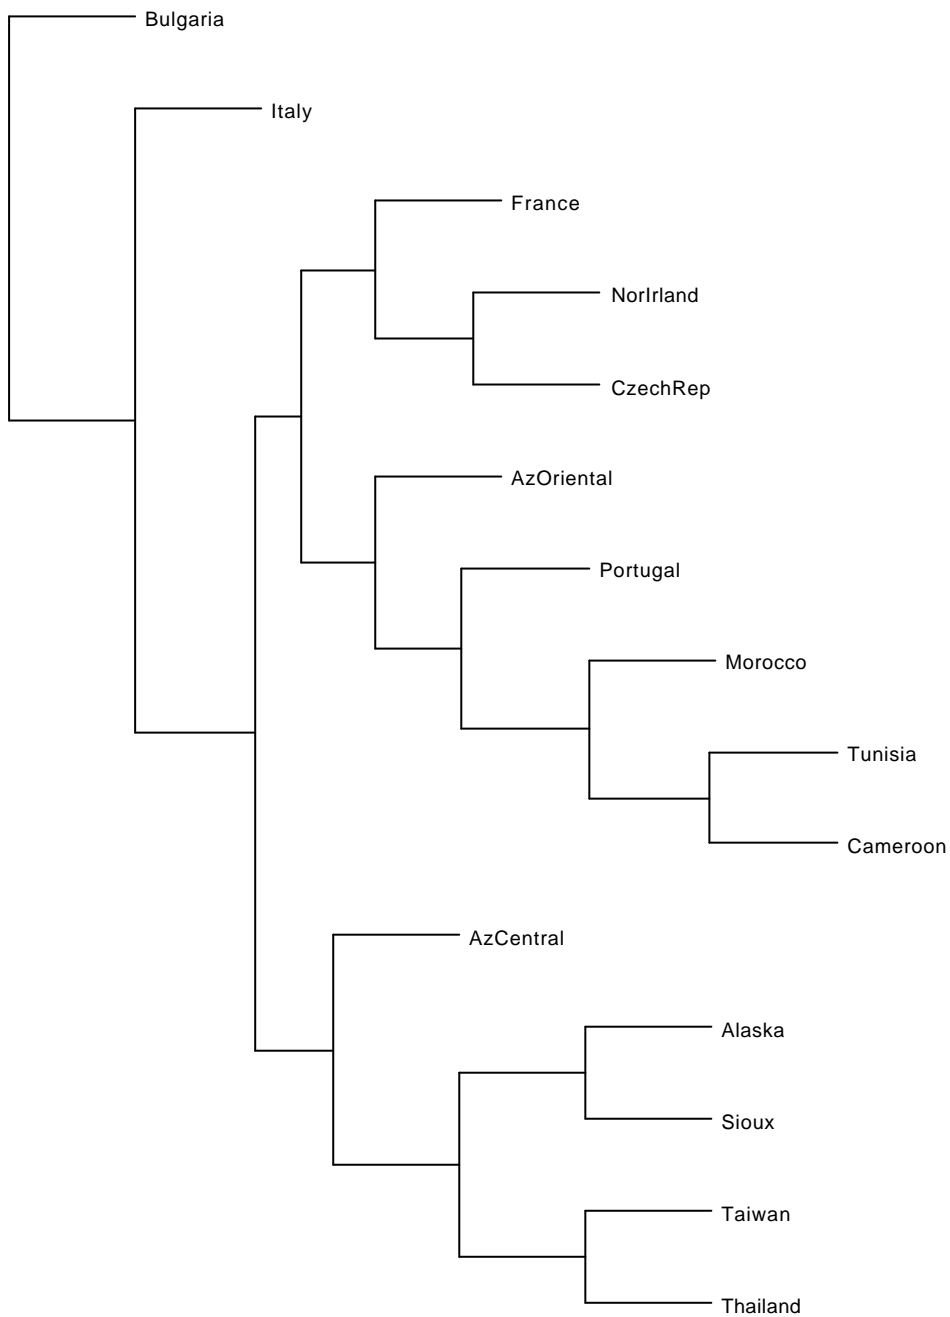 Bulgaria
Italy
France
NorIrland
CzechRep
AzOriental
Portugal
Morocco
Tunisia
Cameroon
AzCentral
Alaska
Sioux
Taiwan
Thailand